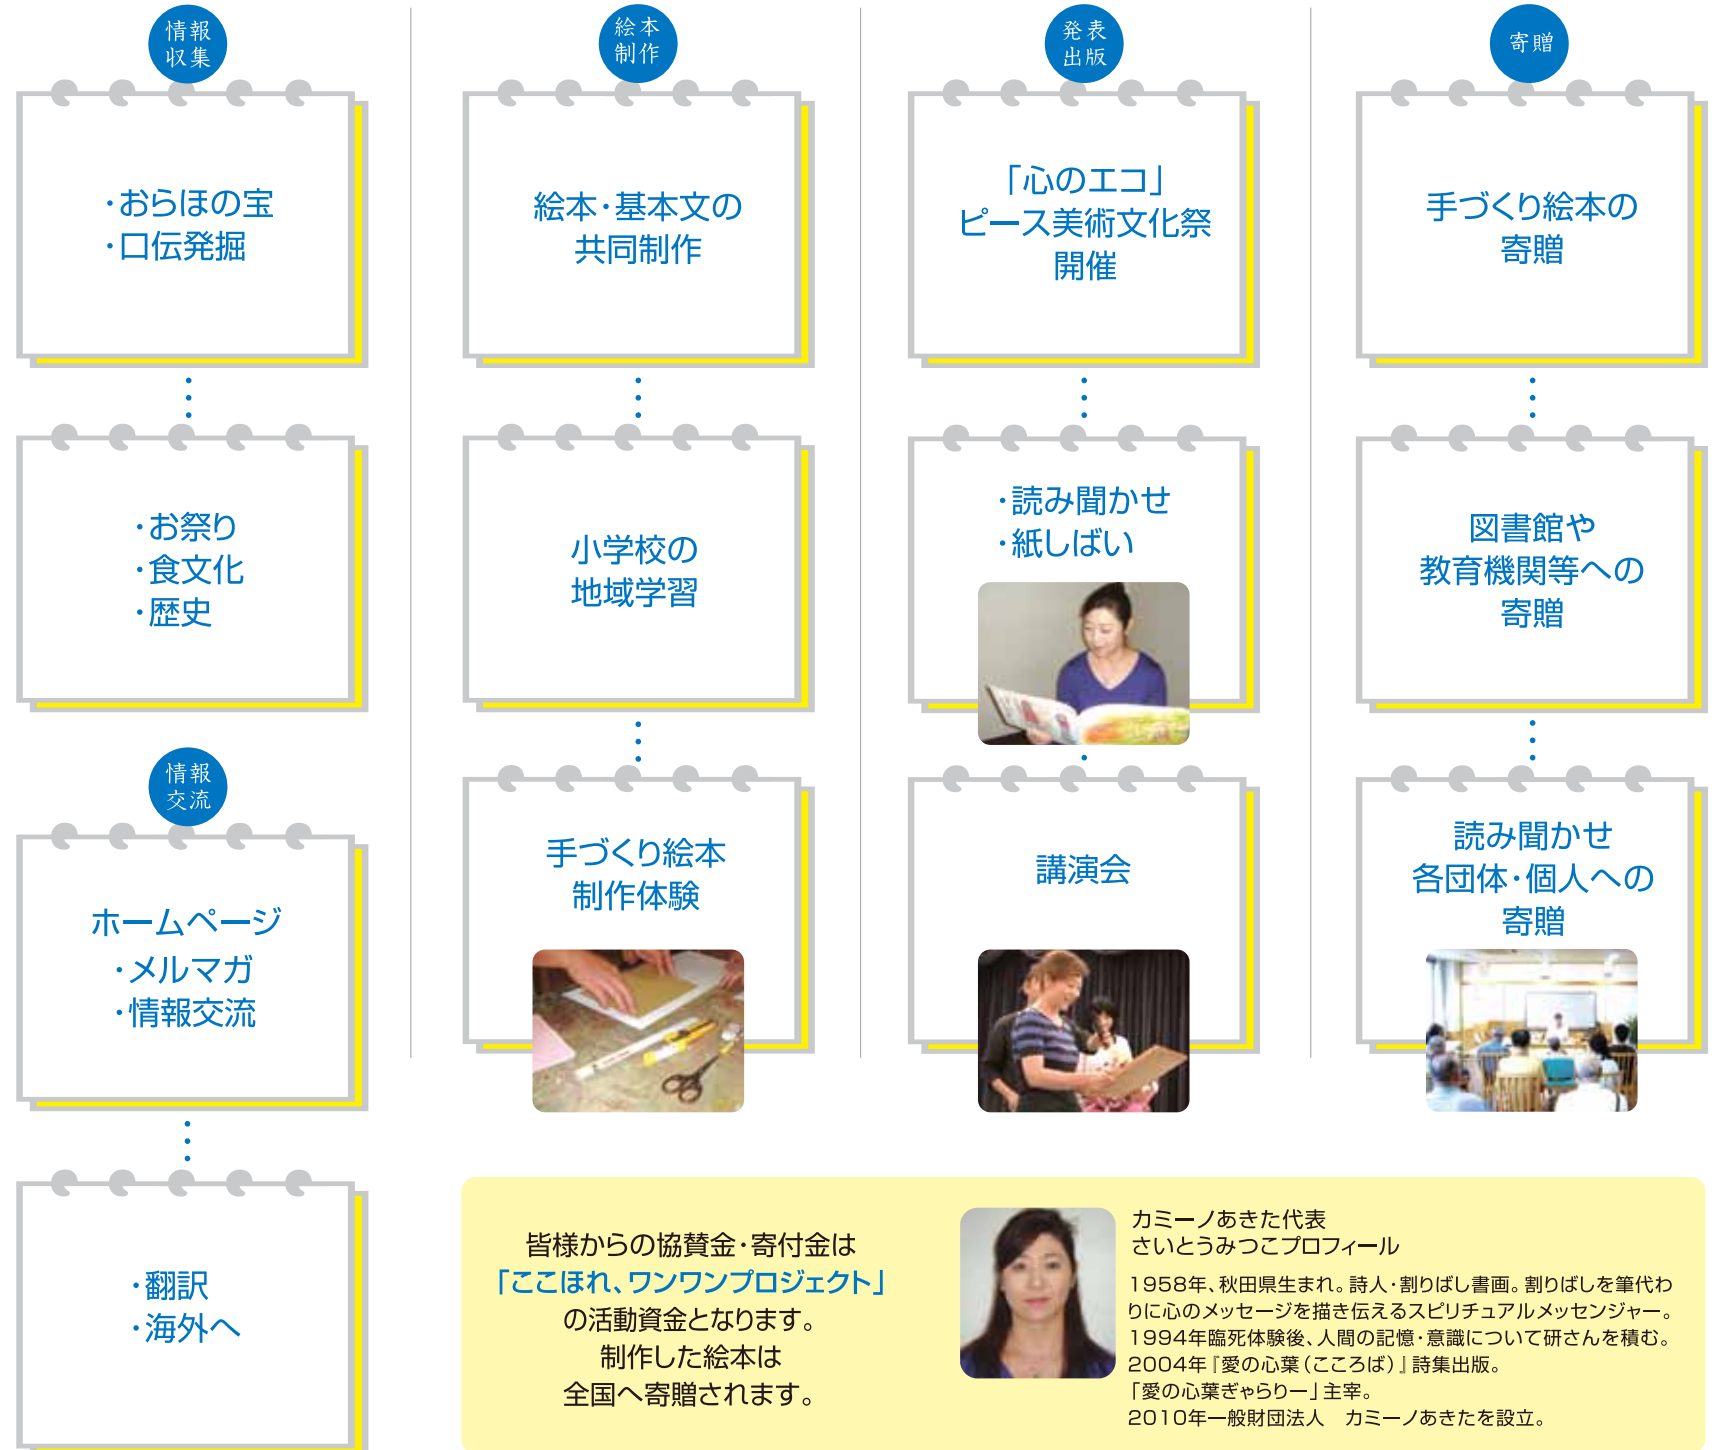 情報
収集
・おらほの宝
・口伝発掘
・お祭り
・食文化
・歴史
情報
交流
ホームページ
・メルマガ
・情報交流
・翻訳
・海外へ
絵本
制作
絵本・基本文の
共同制作
小学校の
地域学習
手づくり絵本
制作体験
発表
出版
「心のエコ」
ピース美術文化祭
開催
・読み聞かせ
・紙しばい
講演会
寄贈
手づくり絵本の
寄贈
図書館や
教育機関等への
寄贈
読み聞かせ
各団体・個人への
寄贈
皆様からの協賛金・寄付金は
「ここほれ、ワンワンプロジェクト」
の活動資金となります。
制作した絵本は
全国へ寄贈されます。
カミーノあきた代表
さいとうみつこプロフィール
1958年、秋田県生まれ。詩人・割りばし書画。割りばしを筆代わ
りに心のメッセージを描き伝えるスピリチュアルメッセンジャー。
1994年臨死体験後、人間の記憶・意識について研さんを積む。
2004年『愛の心葉（こころば）』詩集出版。
「愛の心葉ぎゃらりー」主宰。
2010年一般財団法人　カミーノあきたを設立。